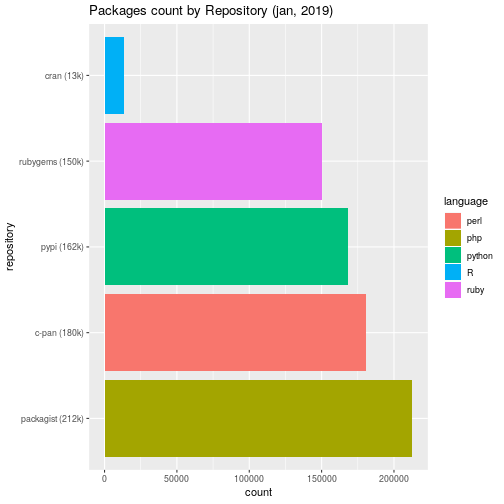 Packages count by Repository (jan, 2019)
cran (13k)
rubygems (150k)
pypi (162k)
c-pan (180k)
packagist (212k)
repository
0 50000 100000 150000 200000
count
language
perl
php
python
R
ruby